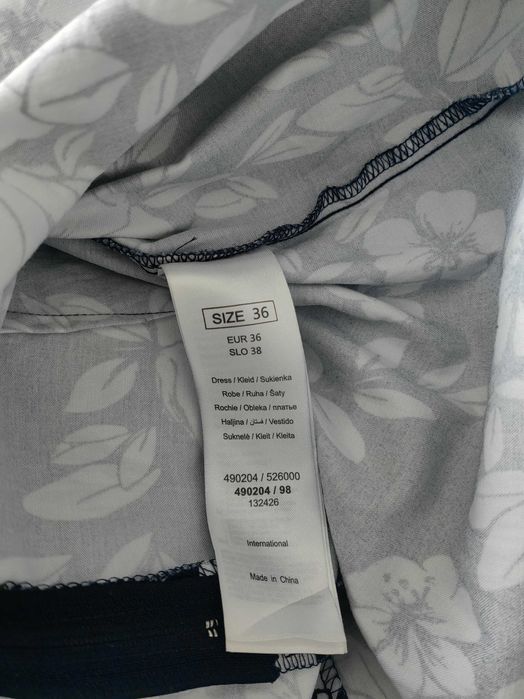 SIZE 36
EUR 36
SLO 38
Dress / Kleid / Sukienka
Robe / Ruha / Šaty
Rochie / Obleka / платье
Haljina / فستان / Vestido
Suknelė / Kleit / Kleita
490204 / 526000
490204 / 98
132426
International
Made in China